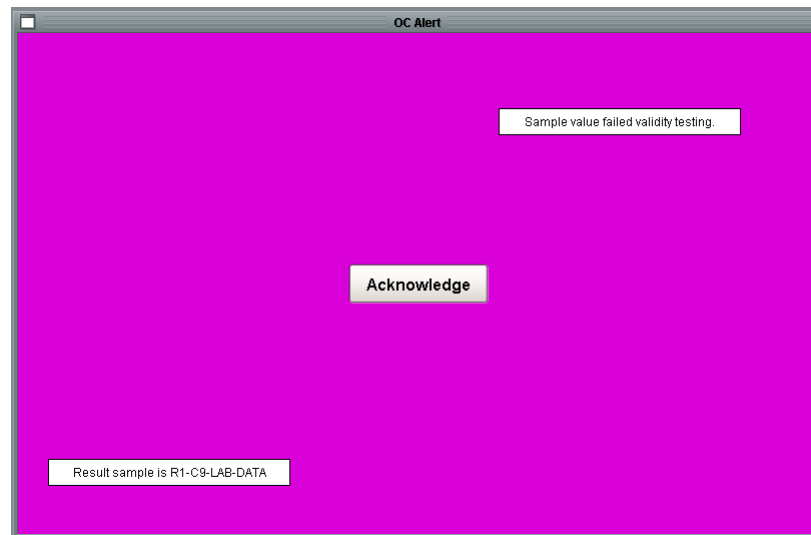 OC Alert
Sample value failed validity testing.
Acknowledge
Result sample is R1-C9-LAB-DATA